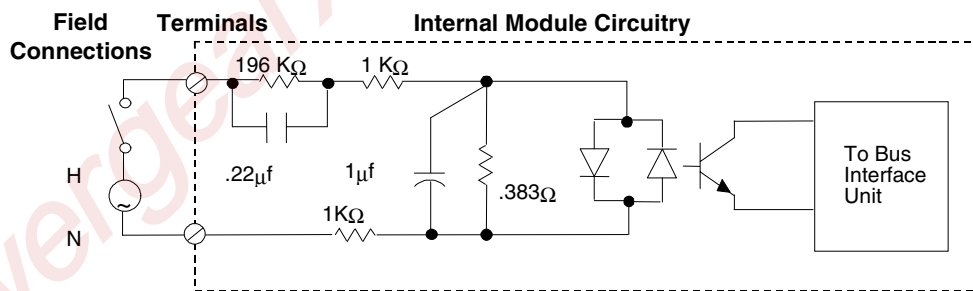 Field
Connections
Terminals
Internal Module Circuitry
196 KΩ
1 KΩ
.22µf
1µf
.383Ω
1KΩ
H
~
N
To Bus
Interface
Unit